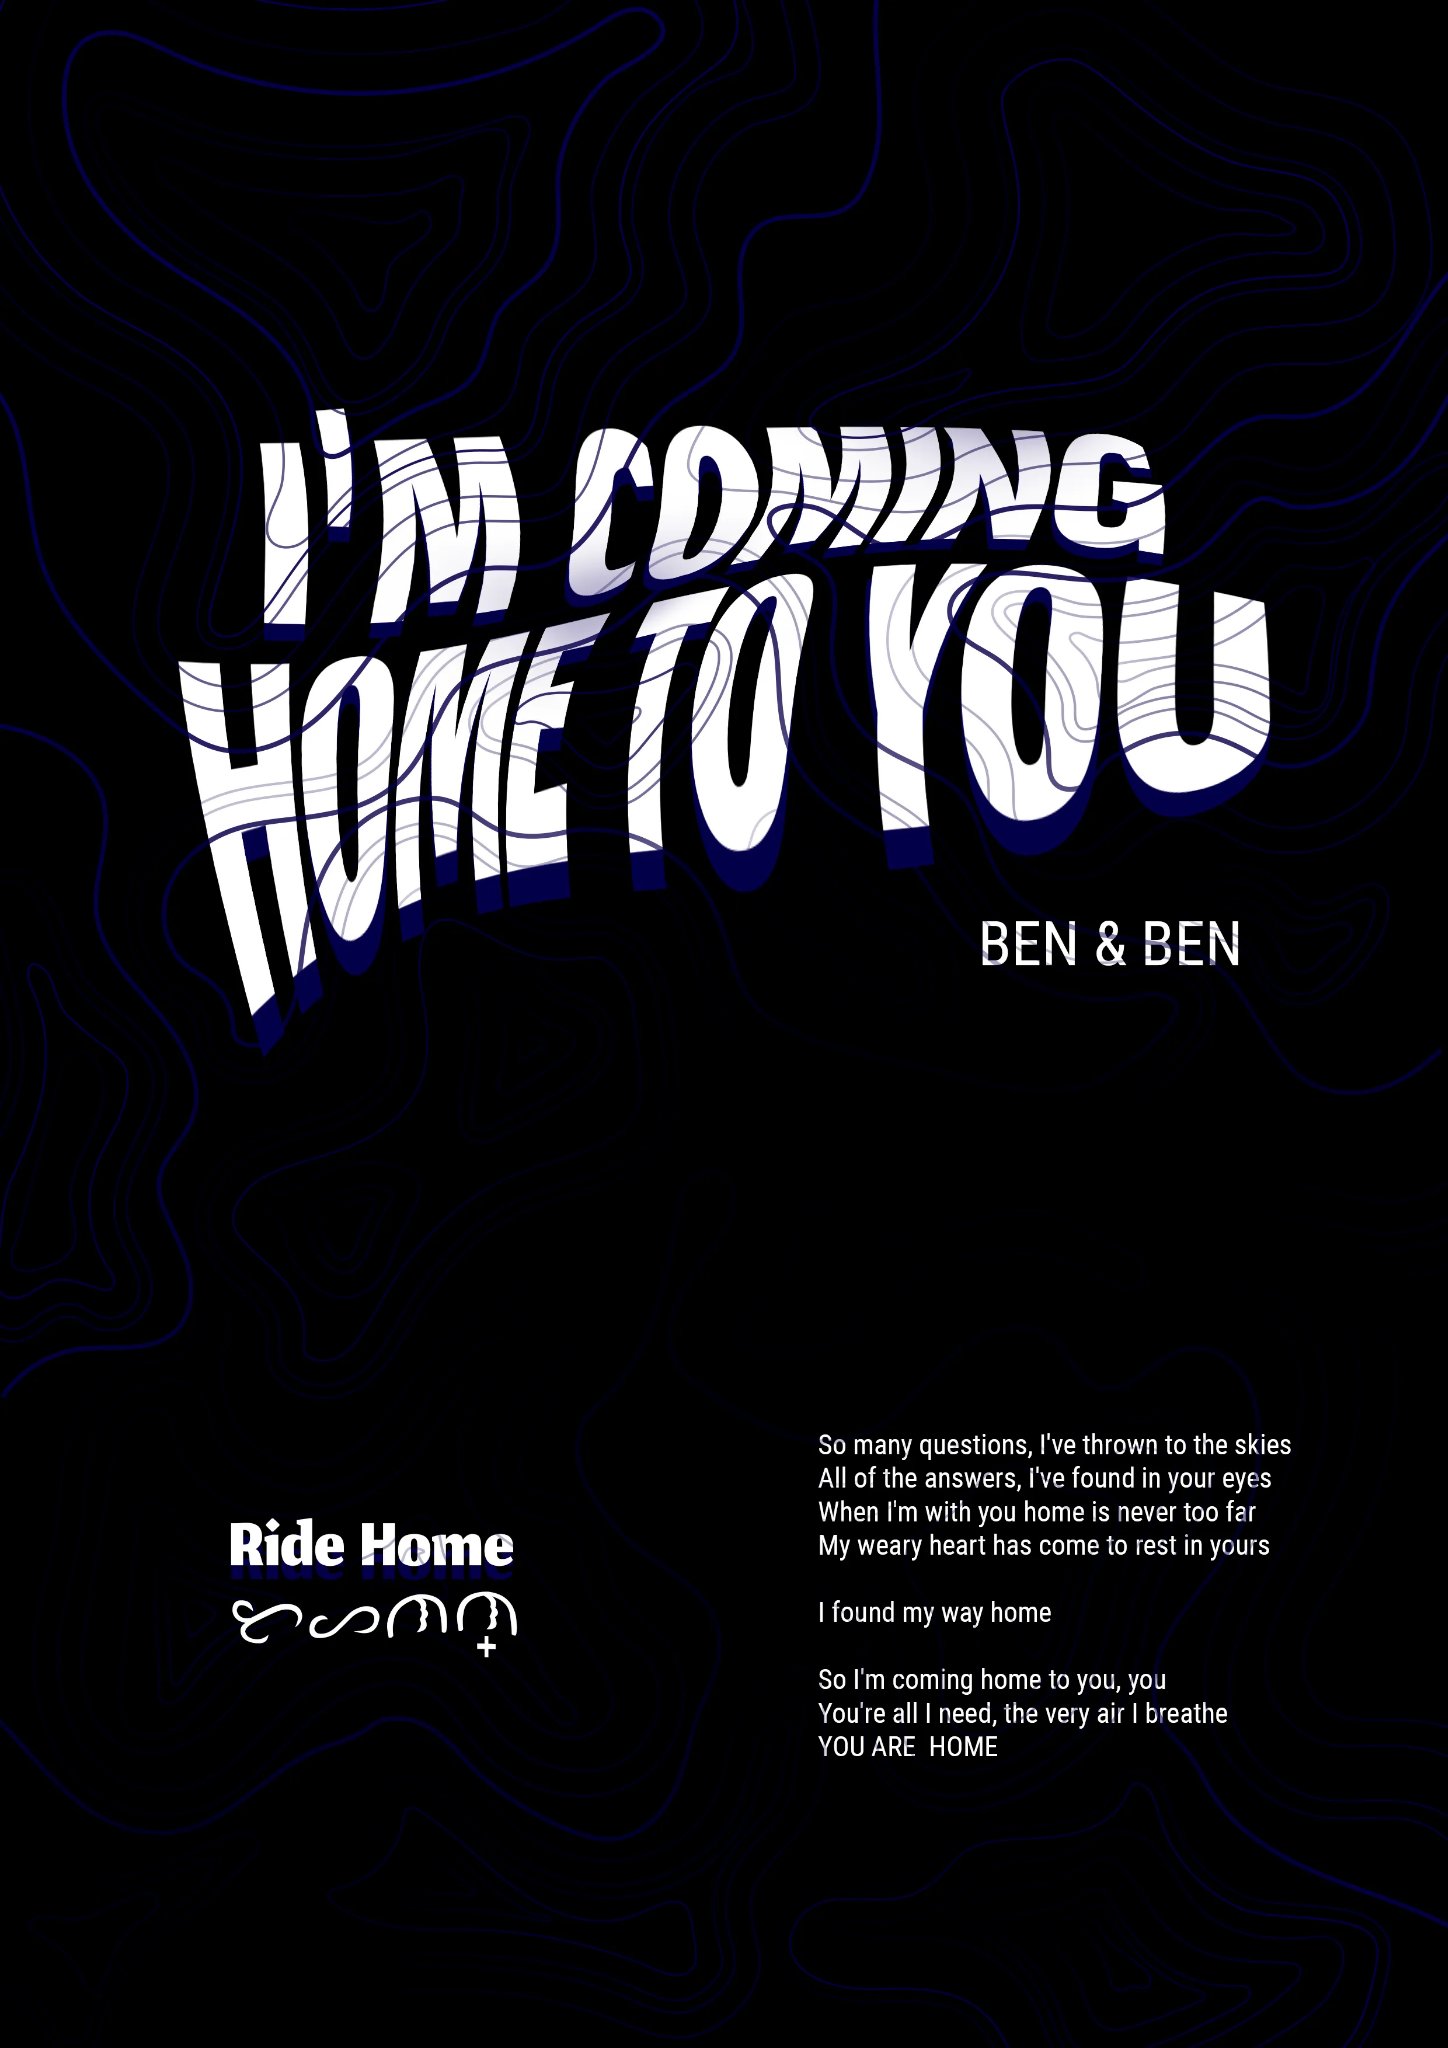 I'M COMING
HOME TO YOU
BEN & BEN
Ride Home
ᜆᜑᜈᜈ᜔
So many questions, I've thrown to the skies
All of the answers, I've found in your eyes
When I'm with you home is never too far
My weary heart has come to rest in yours
I found my way home
So I'm coming home to you, you
You're all I need, the very air I breathe
YOU ARE  HOME